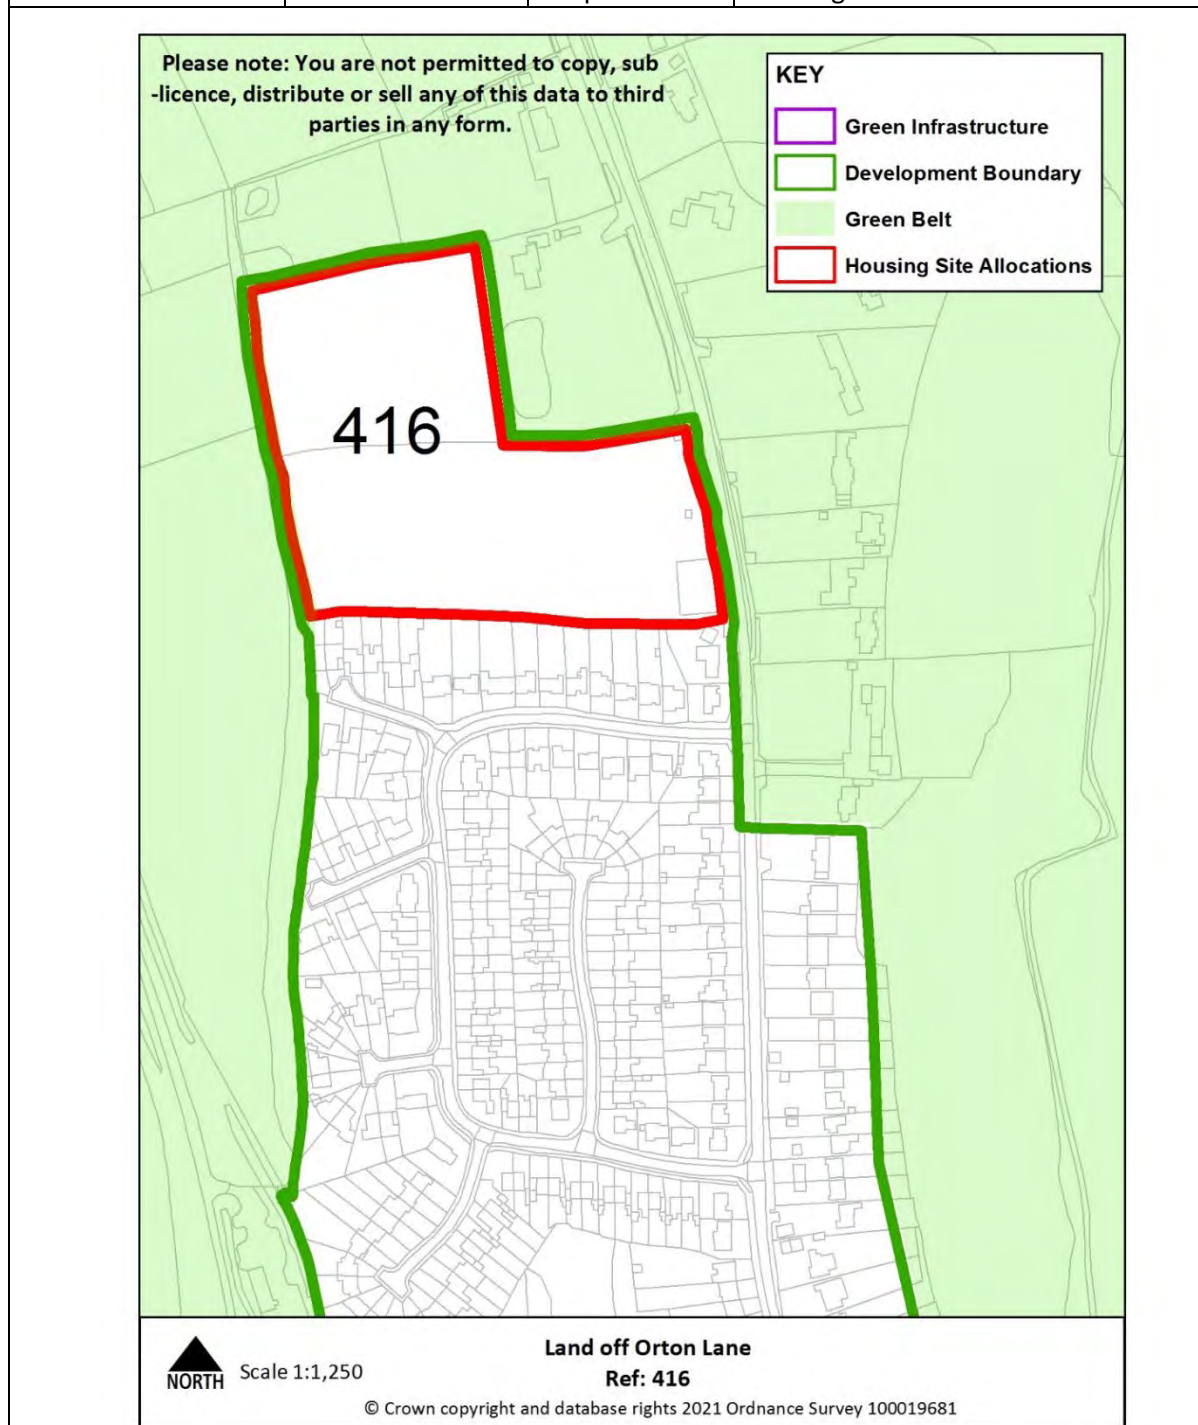 Please note: You are not permitted to copy, sub
-licence, distribute or sell any of this data to third
parties in any form.
KEY
Green Infrastructure
Development Boundary
Green Belt
Housing Site Allocations
416
NORTH
Scale 1:1,250
Land off Orton Lane
Ref: 416
© Crown copyright and database rights 2021 Ordnance Survey 100019681